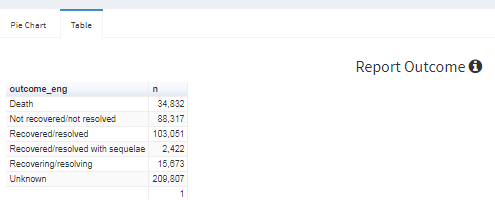 Pie Chart Table
Report Outcome
outcome_eng n
Death 34,832
Not recovered/not resolved 88,317
Recovered/resolved 103,051
Recovered/resolved with sequelae 2,422
Recovering/resolving 15,673
Unknown 209,807
1